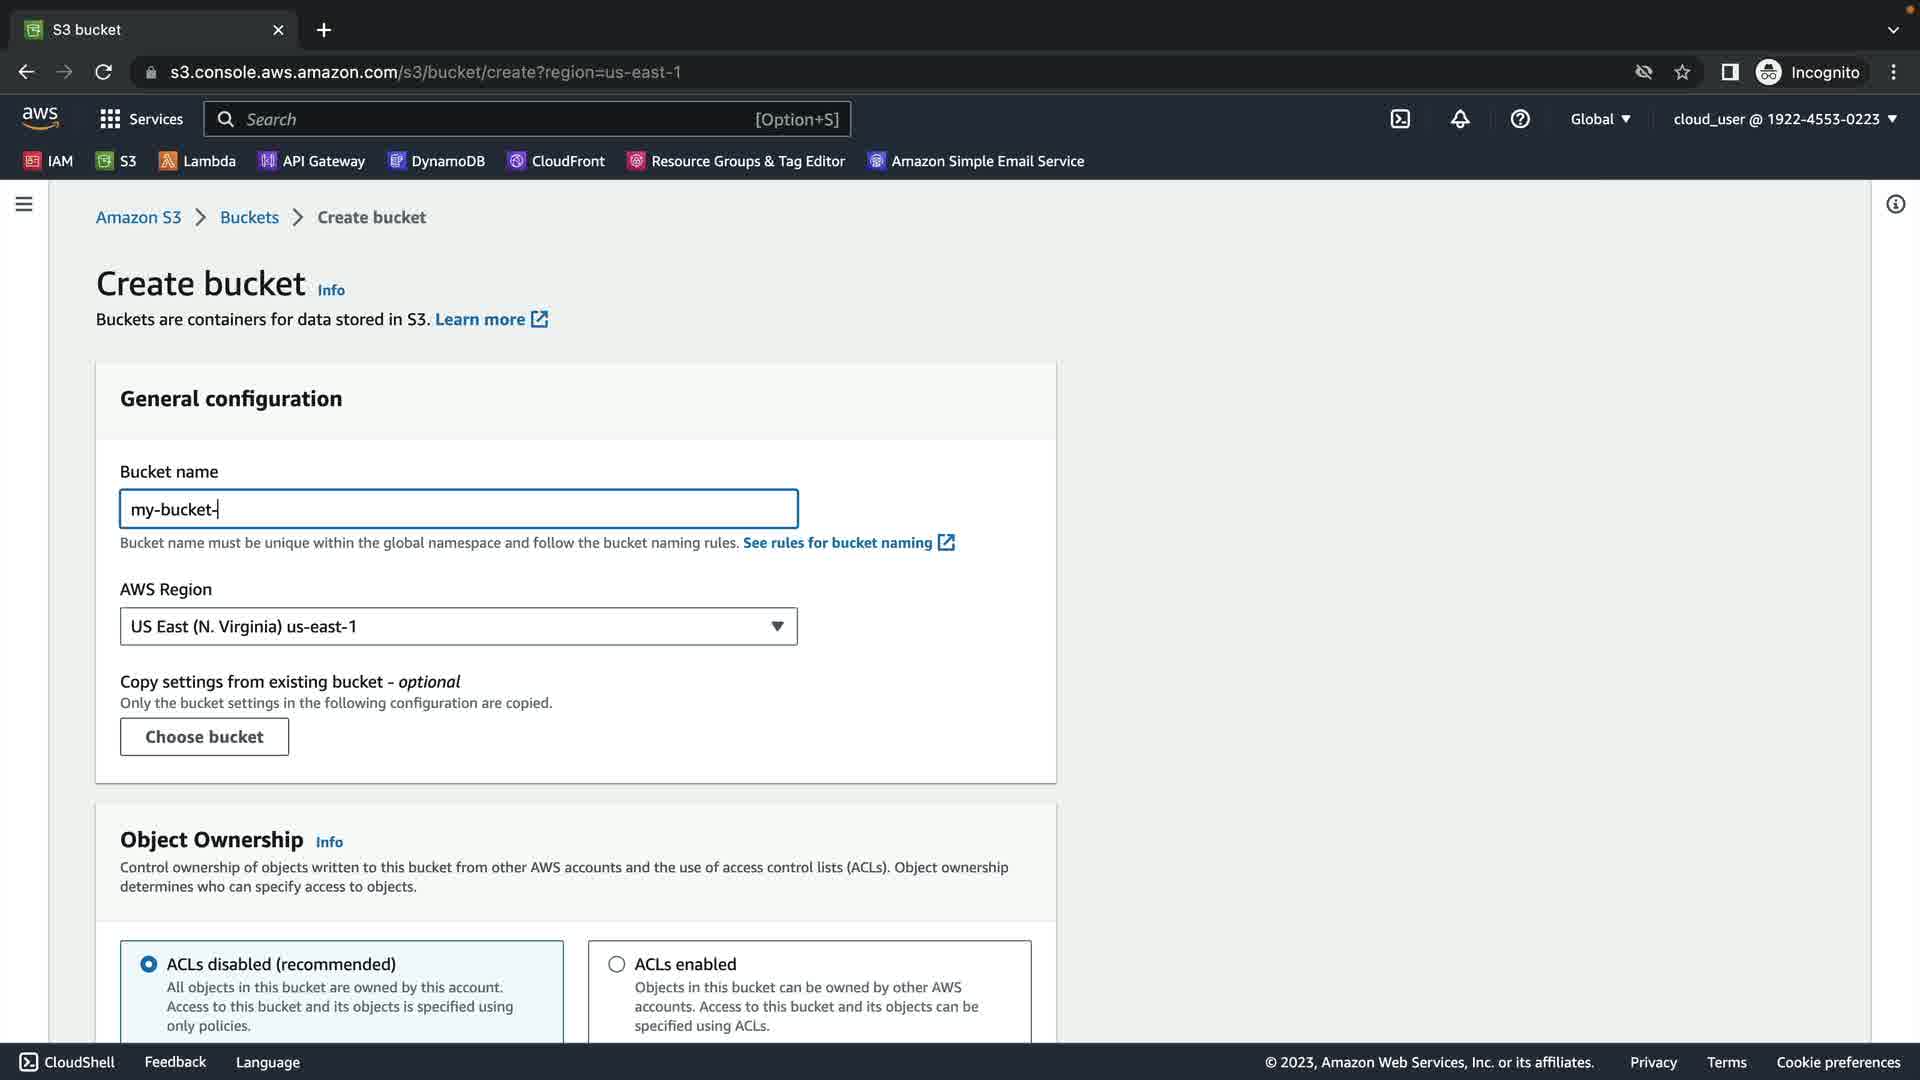 S3 bucket
s3.console.aws.amazon.com/s3/bucket/create?region=us-east-1
Incognito
aws
Services
Search
[Option+S]
Global
cloud_user @ 1922-4553-0223
IAM
S3
Lambda
API Gateway
DynamoDB
CloudFront
Resource Groups & Tag Editor
Amazon Simple Email Service
Amazon S3
Buckets
Create bucket
Create bucket Info
Buckets are containers for data stored in S3. Learn more
General configuration
Bucket name
my-bucket-
Bucket name must be unique within the global namespace and follow the bucket naming rules. See rules for bucket naming
AWS Region
US East (N. Virginia) us-east-1
Copy settings from existing bucket - optional
Only the bucket settings in the following configuration are copied.
Choose bucket
Object Ownership Info
Control ownership of objects written to this bucket from other AWS accounts and the use of access control lists (ACLs). Object ownership
determines who can specify access to objects.
ACLs disabled (recommended)
All objects in this bucket are owned by this account.
Access to this bucket and its objects is specified using
only policies.
ACLs enabled
Objects in this bucket can be owned by other AWS
accounts. Access to this bucket and its objects can be
specified using ACLs.
CloudShell
Feedback
Language
© 2023, Amazon Web Services, Inc. or its affiliates.
Privacy
Terms
Cookie preferences